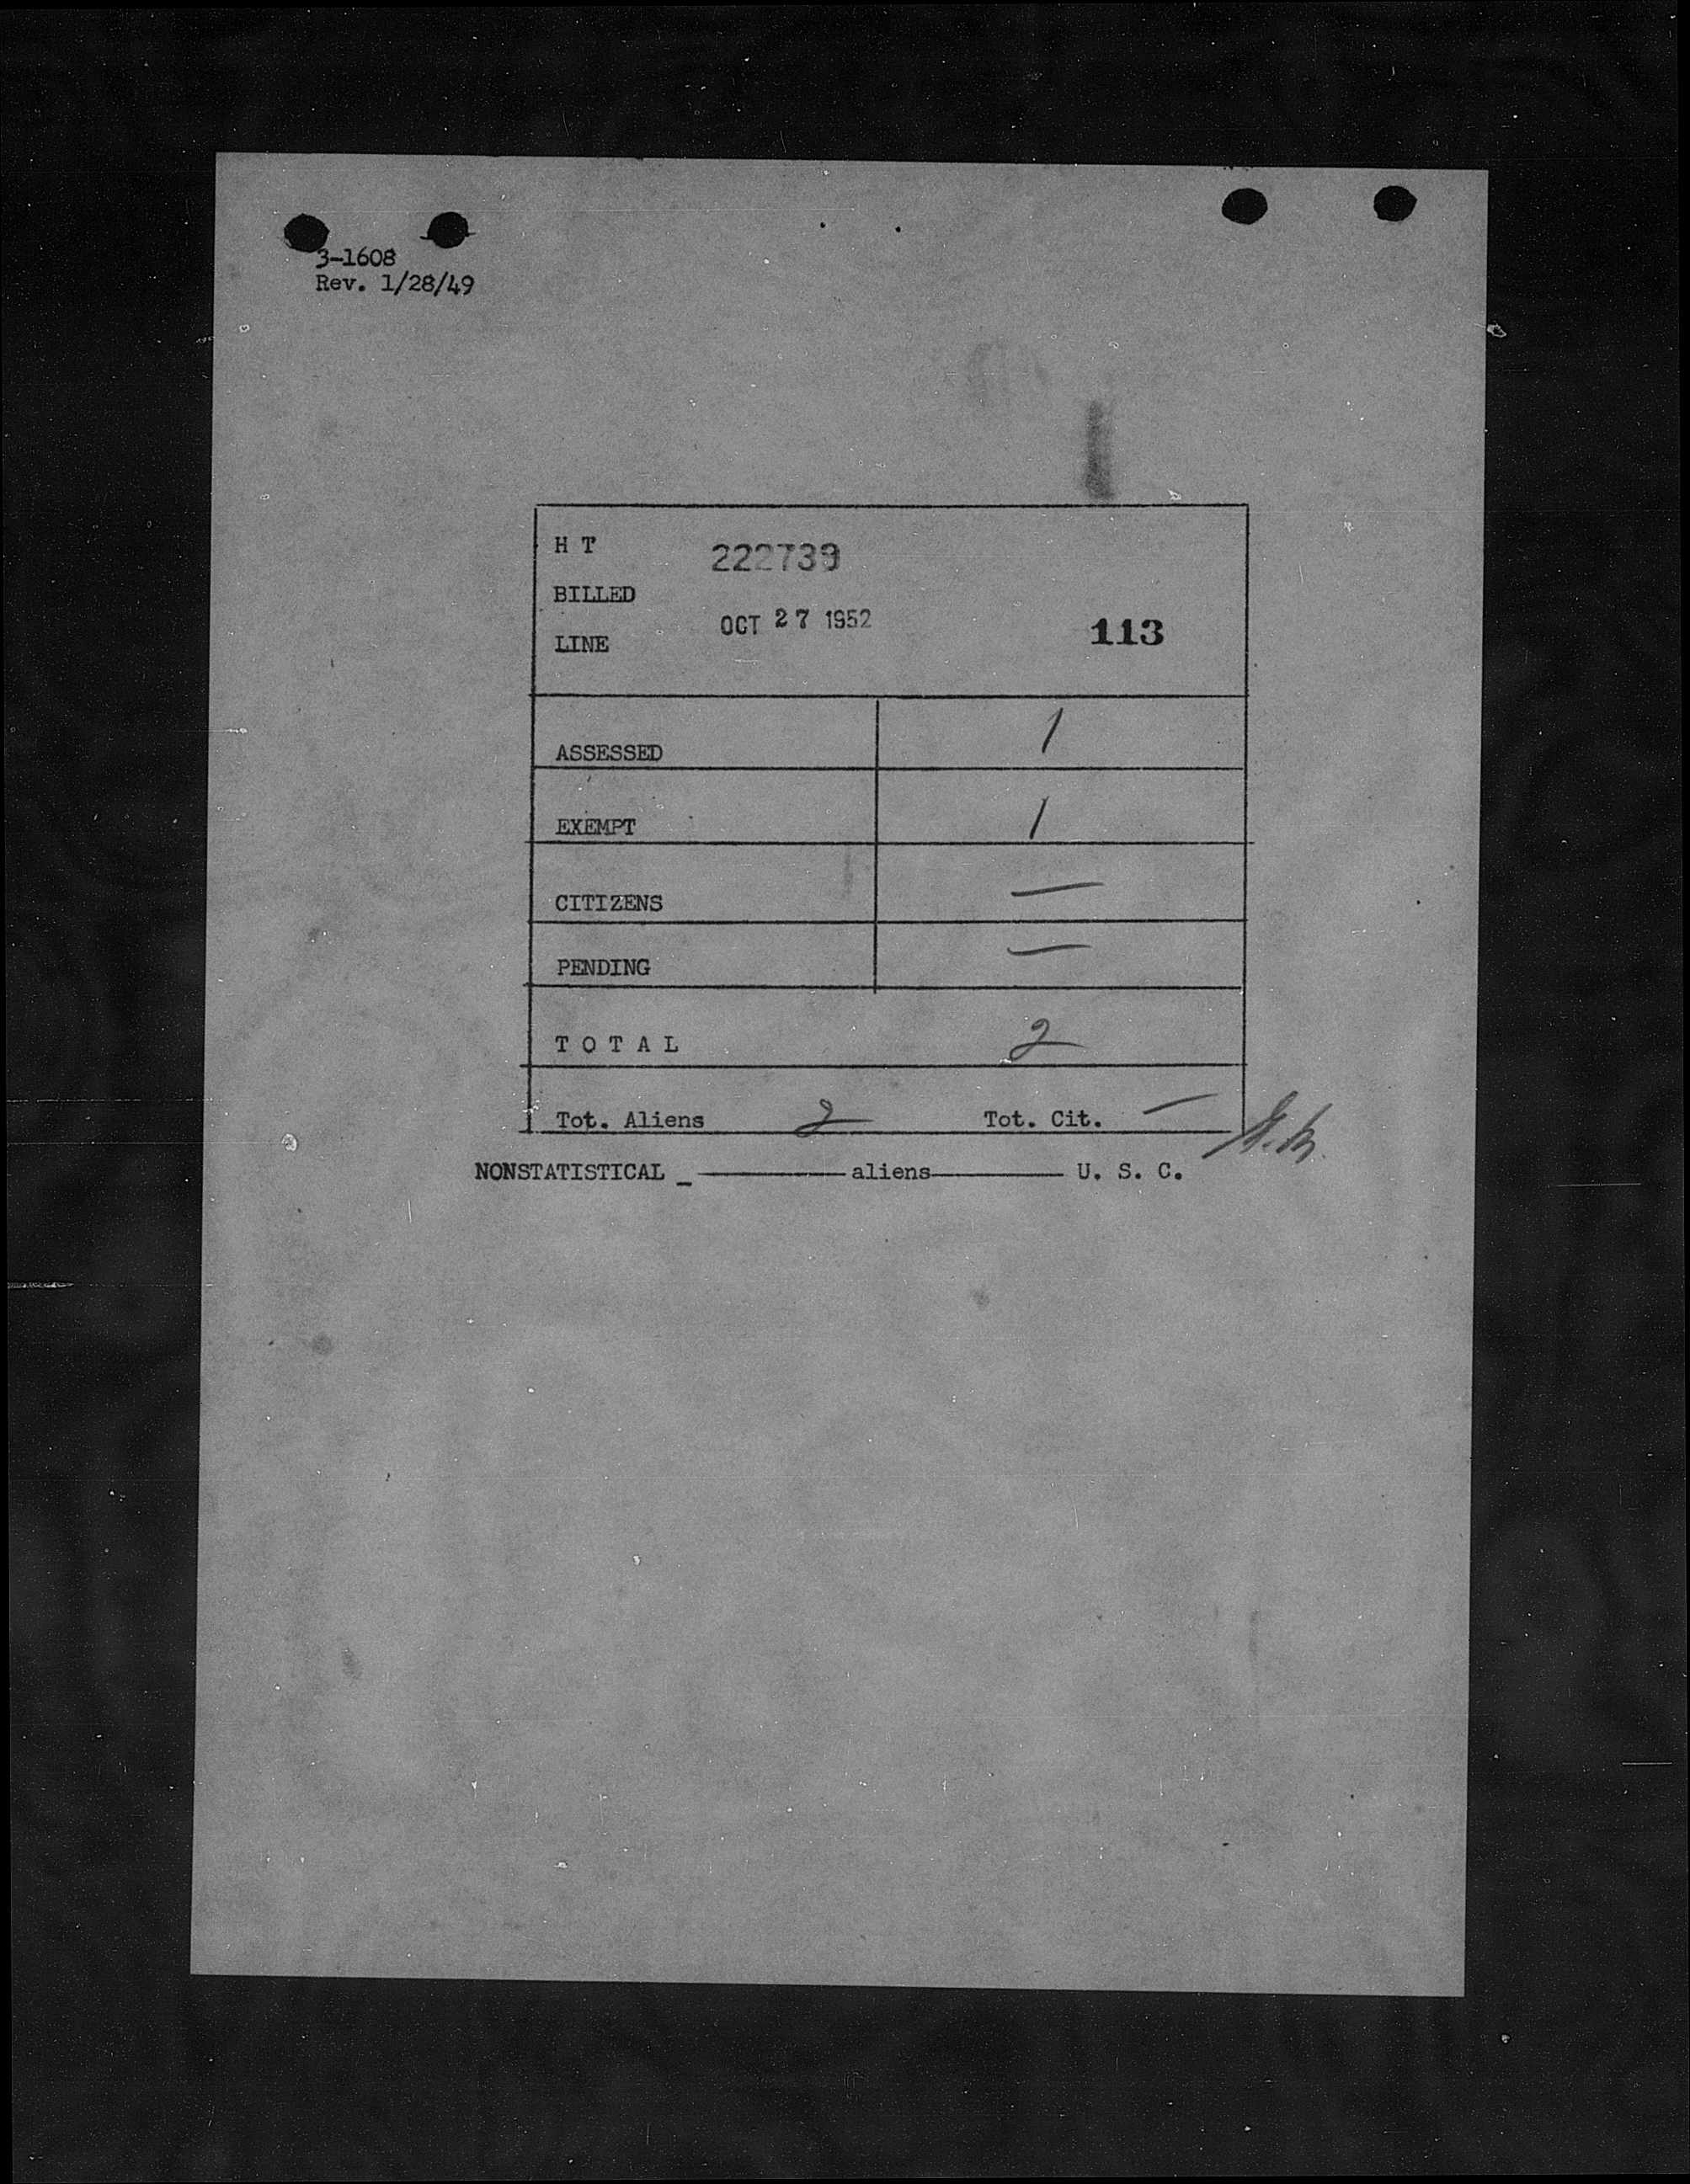 3-1608
Rev. 1/28/49
H T 222739
BILLED
OCT 27 1952
LINE 113
ASSESSED 1
EXEMPT 1
CITIZENS —
PENDING —
T O T A L 2
Tot. Aliens 2 Tot. Cit. —
NONSTATISTICAL _ ———— aliens ———— U. S. C.